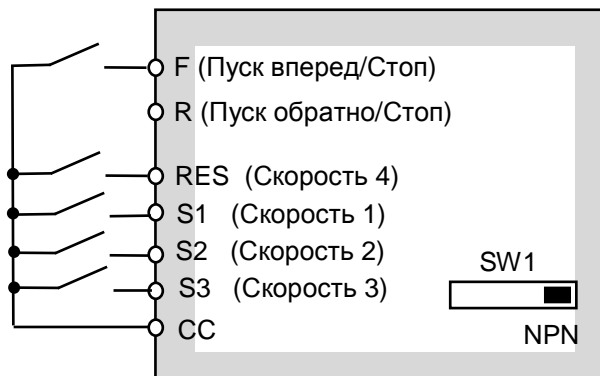 F (Пуск вперед/Стоп)
R (Пуск обратно/Стоп)
RES (Скорость 4)
S1 (Скорость 1)
S2 (Скорость 2)
SW1
S3 (Скорость 3)
CC
NPN